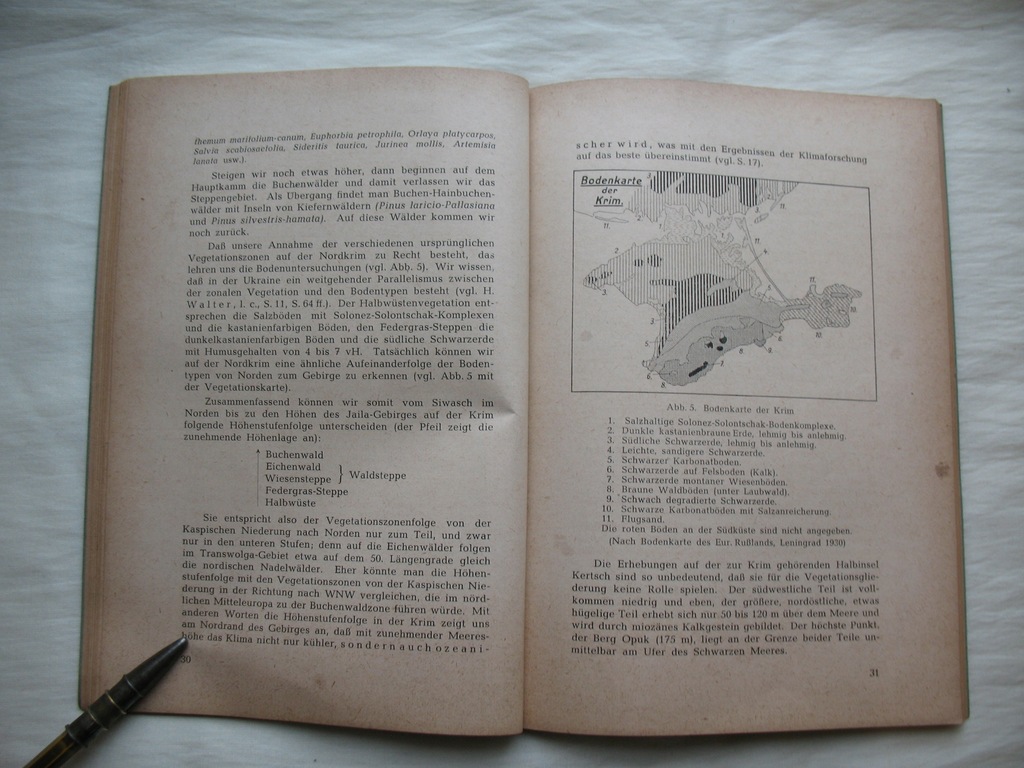 themum marifolium-canum, Euphorbia petrophila, Orlaya platycarpos,
Salvia scabiosaefolia, Sideritis taurica, Jurinea mollis, Artemisia
lanata usw.).
Steigen wir noch etwas höher, dann beginnen auf dem
Hauptkamm die Buchenwälder und damit verlassen wir das
Steppengebiet. Als Übergang findet man Buchen-Hainbuchen-
wälder mit Inseln von Kiefernwäldern (Pinus laricio-Pallasiana
und Pinus silvestris-hamata). Auf diese Wälder kommen wir
noch zurück.
Daß unsere Annahme der verschiedenen ursprünglichen
Vegetationszonen auf der Nordkrim zu Recht besteht, das
lehren uns die Bodenuntersuchungen (vgl. Abb. 5). Wir wissen,
daß in der Ukraine ein weitgehender Parallelismus zwischen
der zonalen Vegetation und den Bodentypen besteht (vgl. H.
Walter, l. c., S. 11, S. 64 ff.). Der Halbwüstenvegetation ent-
sprechen die Salzböden mit Solonez-Solontschak-Komplexen
und die kastanienfarbigen Böden, den Federgras-Steppen die
dunkelkastanienfarbigen Böden und die südliche Schwarzerde
mit Humusgehalten von 4 bis 7 vH. Tatsächlich können wir
auf der Nordkrim eine ähnliche Aufeinanderfolge der Boden-
typen von Norden zum Gebirge zu erkennen (vgl. Abb. 5 mit
der Vegetationskarte).
Zusammenfassend können wir somit vom Siwasch im
Norden bis zu den Höhen des Jaila-Gebirges auf der Krim
folgende Höhenstufenfolge unterscheiden (der Pfeil zeigt die
zunehmende Höhenlage an):
Buchenwald
Eichenwald
Wiesensteppe } Waldsteppe
Federgras-Steppe
Halbwüste
Sie entspricht also der Vegetationszonenfolge von der
Kaspischen Niederung nach Norden nur zum Teil, und zwar
nur in den unteren Stufen; denn auf die Eichenwälder folgen
im Transwolga-Gebiet etwa auf dem 50. Längengrade gleich
die nordischen Nadelwälder. Eher könnte man die Höhen-
stufenfolge mit den Vegetationszonen von der Kaspischen Nie-
derung in der Richtung nach WNW vergleichen, die im nörd-
lichen Mitteleuropa zu der Buchenwaldzone führen würde. Mit
anderen Worten die Höhenstufenfolge in der Krim zeigt uns
am Nordrand des Gebirges an, daß mit zunehmender Meeres-
höhe das Klima nicht nur kühler, sondern auch ozeani-
30
scher wird, was mit den Ergebnissen der Klimaforschung
auf das beste übereinstimmt (vgl. S. 17).
Bodenkarte
der
Krim.
Abb. 5. Bodenkarte der Krim
1. Salzhaltige Solonez-Solontschak-Bodenkomplexe.
2. Dunkle kastanienbraune Erde, lehmig bis anlehmig.
3. Südliche Schwarzerde, lehmig bis anlehmig.
4. Leichte, sandigere Schwarzerde.
5. Schwarzer Karbonatboden.
6. Schwarzerde auf Felsboden (Kalk).
7. Schwarzerde montaner Wiesenböden.
8. Braune Waldböden (unter Laubwald).
9. Schwach degradierte Schwarzerde.
10. Schwarze Karbonatböden mit Salzanreicherung.
11. Flugsand.
Die roten Böden an der Südküste sind nicht angegeben.
(Nach Bodenkarte des Eur. Rußlands, Leningrad 1930)
Die Erhebungen auf der zur Krim gehörenden Halbinsel
Kertsch sind so unbedeutend, daß sie für die Vegetationsglie-
derung keine Rolle spielen. Der südwestliche Teil ist voll-
kommen niedrig und eben, der größere, nordöstliche, etwas
hügelige Teil erhebt sich nur 50 bis 120 m über dem Meere und
wird durch miozänes Kalkgestein gebildet. Der höchste Punkt,
der Berg Opuk (175 m), liegt an der Grenze beider Teile un-
mittelbar am Ufer des Schwarzen Meeres.
31